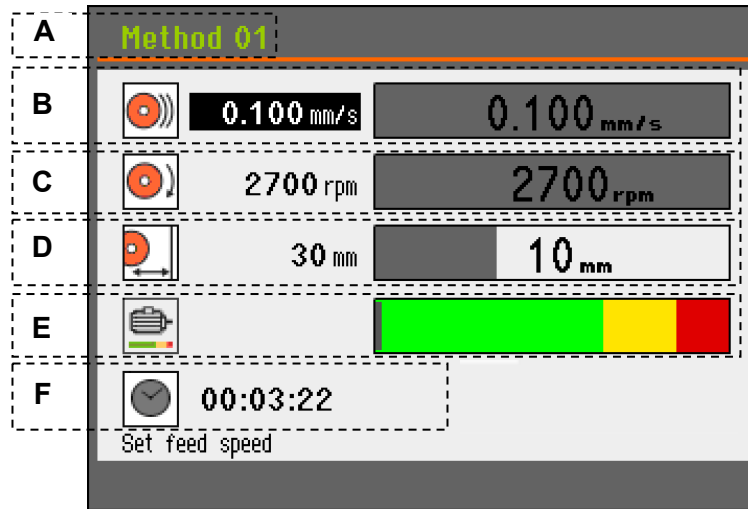 A Method 01
B 0.100 mm/s 0.100 mm/s
C 2700 rpm 2700 rpm
D 30 mm 10 mm
E
F 00:03:22
Set feed speed